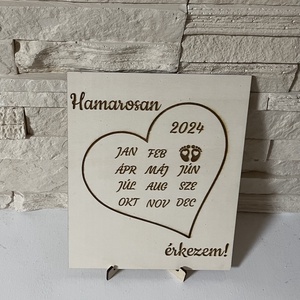 Hamarosan
2024
JAN FEB
ÁPR MÁJ JÚN
JÚL AUG SZE
OKT NOV DEC
érkezem!